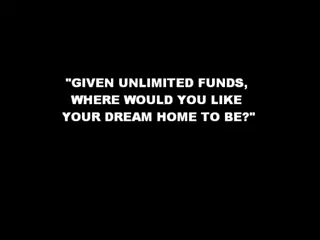 "GIVEN UNLIMITED FUNDS,
WHERE WOULD YOU LIKE
YOUR DREAM HOME TO BE?"